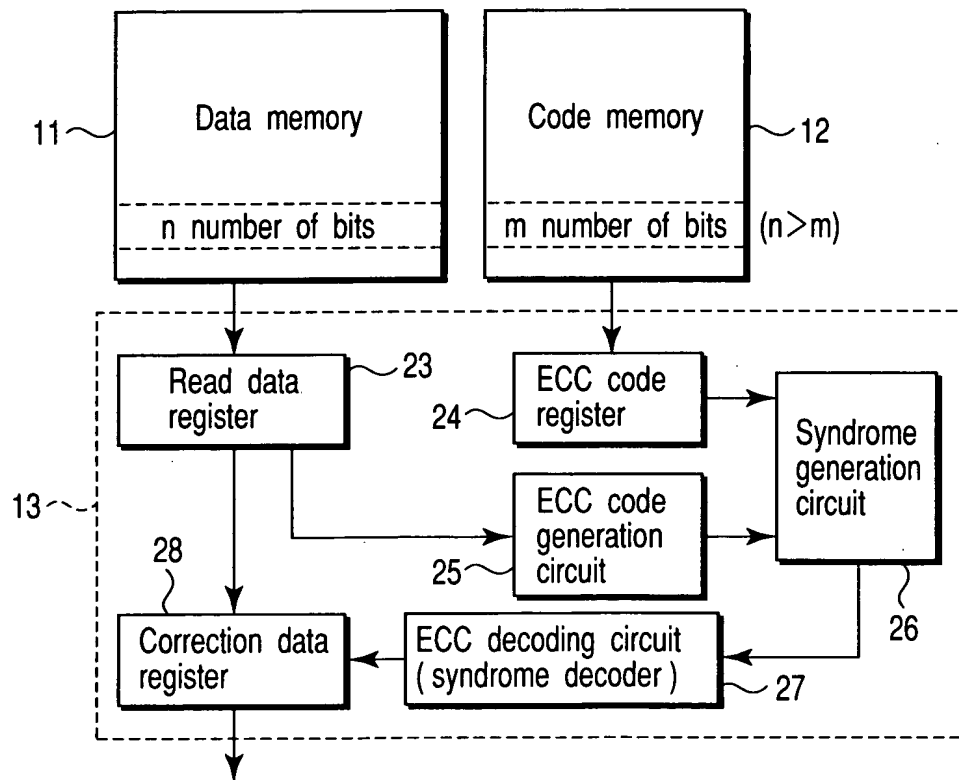 Data memory
n number of bits
11
Code memory
m number of bits
(n>m)
12
Read data
register
23
ECC code
register
24
Syndrome
generation
circuit
26
13
ECC code
generation
circuit
25
28
Correction data
register
ECC decoding circuit
( syndrome decoder )
27